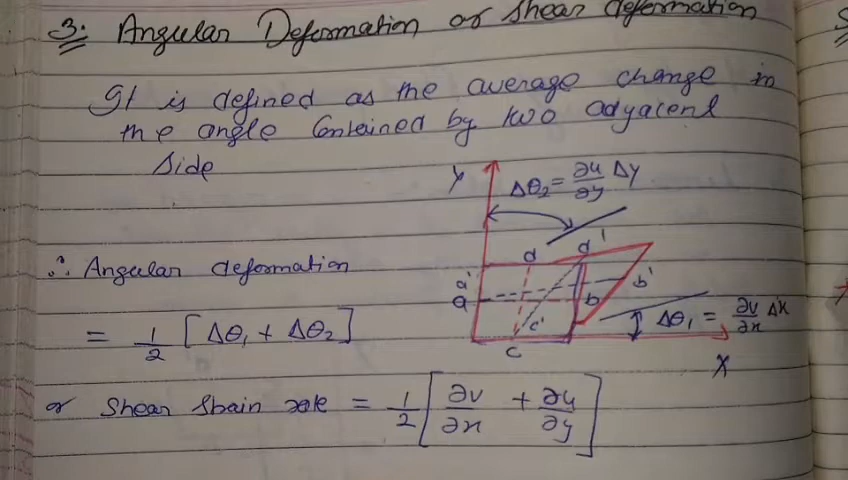 3. Angular Deformation or Shear deformation
It is defined as the average change in
the angle Contained by two adyacent
Side
Y
Δθ₂ = ∂u/∂y Δy
d d'
∴ Angular deformation
a'
a
b b'
= 1/2 [Δθ₁ + Δθ₂]
c'
Δθ₁ = ∂v/∂x Δx
c
X
or Shear Strain rate = 1/2 [∂v/∂x + ∂u/∂y]